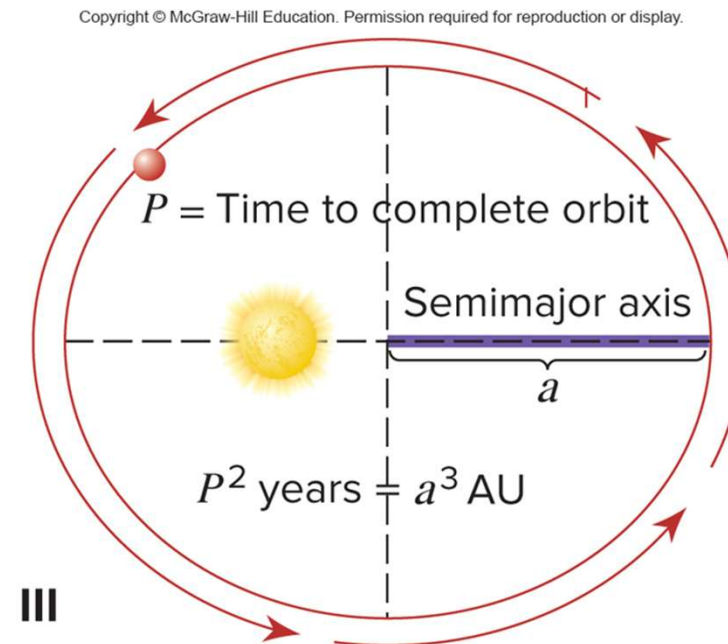 Copyright © McGraw-Hill Education. Permission required for reproduction or display.
P = Time to complete orbit
Semimajor axis
a
P² years = a³ AU
III